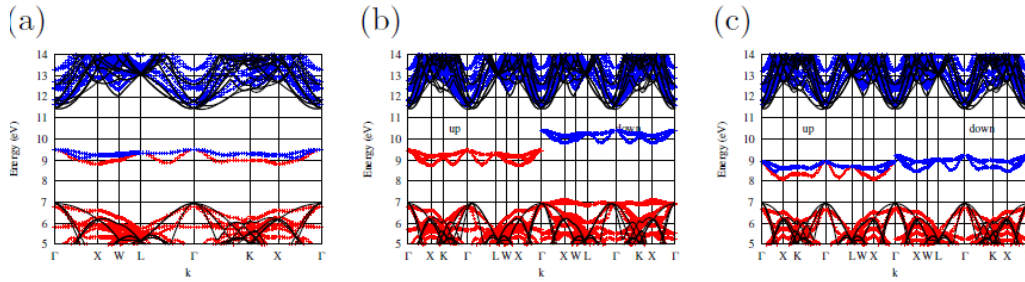 (a)
(b)
(c)
14
13
12
11
10
9
8
7
6
5
Energy (eV)
Γ X W L Γ K X Γ
k
14
13
12
11
10
9
8
7
6
5
Energy (eV)
up
down
Γ X K Γ L W X Γ X W L Γ K X Γ
k
14
13
12
11
10
9
8
7
6
5
Energy (eV)
up
down
Γ X K Γ L W X Γ X W L Γ K X Γ
k